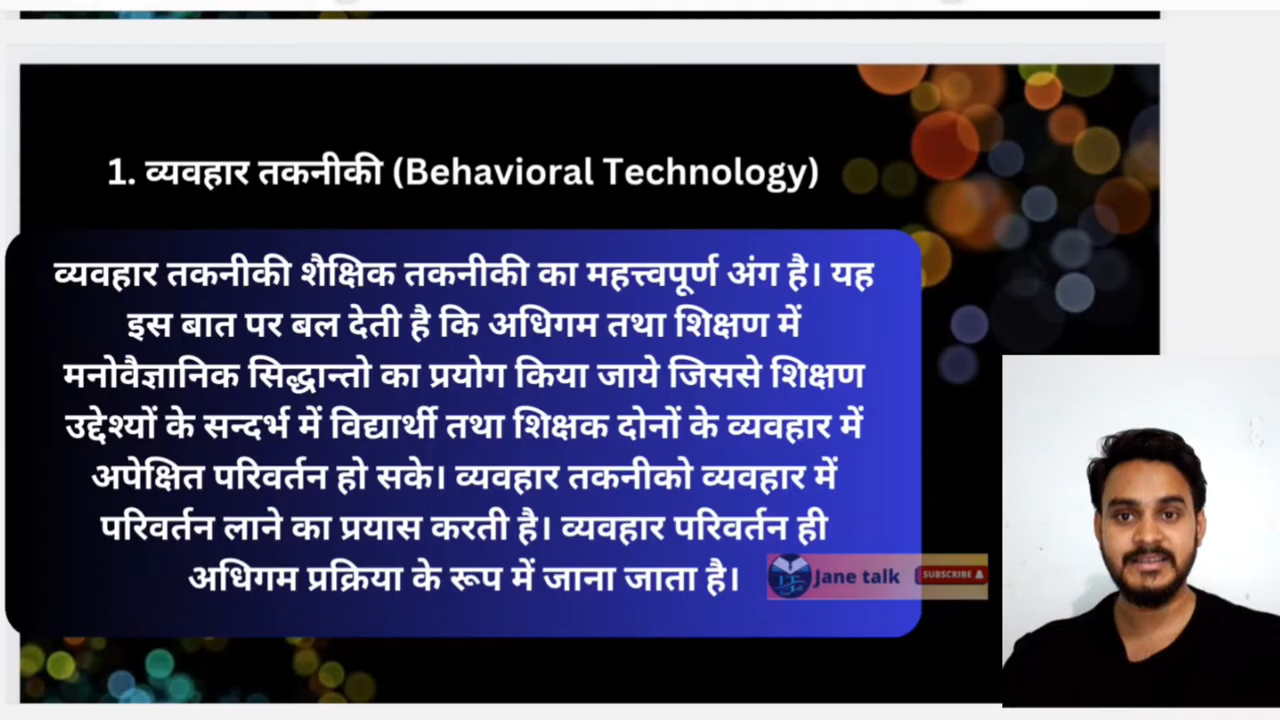 1. व्यवहार तकनीकी (Behavioral Technology)
व्यवहार तकनीकी शैक्षिक तकनीकी का महत्त्वपूर्ण अंग है। यह
इस बात पर बल देती है कि अधिगम तथा शिक्षण में
मनोवैज्ञानिक सिद्धान्तो का प्रयोग किया जाये जिससे शिक्षण
उद्देश्यों के सन्दर्भ में विद्यार्थी तथा शिक्षक दोनों के व्यवहार में
अपेक्षित परिवर्तन हो सके। व्यवहार तकनीको व्यवहार में
परिवर्तन लाने का प्रयास करती है। व्यवहार परिवर्तन ही
अधिगम प्रक्रिया के रूप में जाना जाता है।
Jane talk
SUBSCRIBE